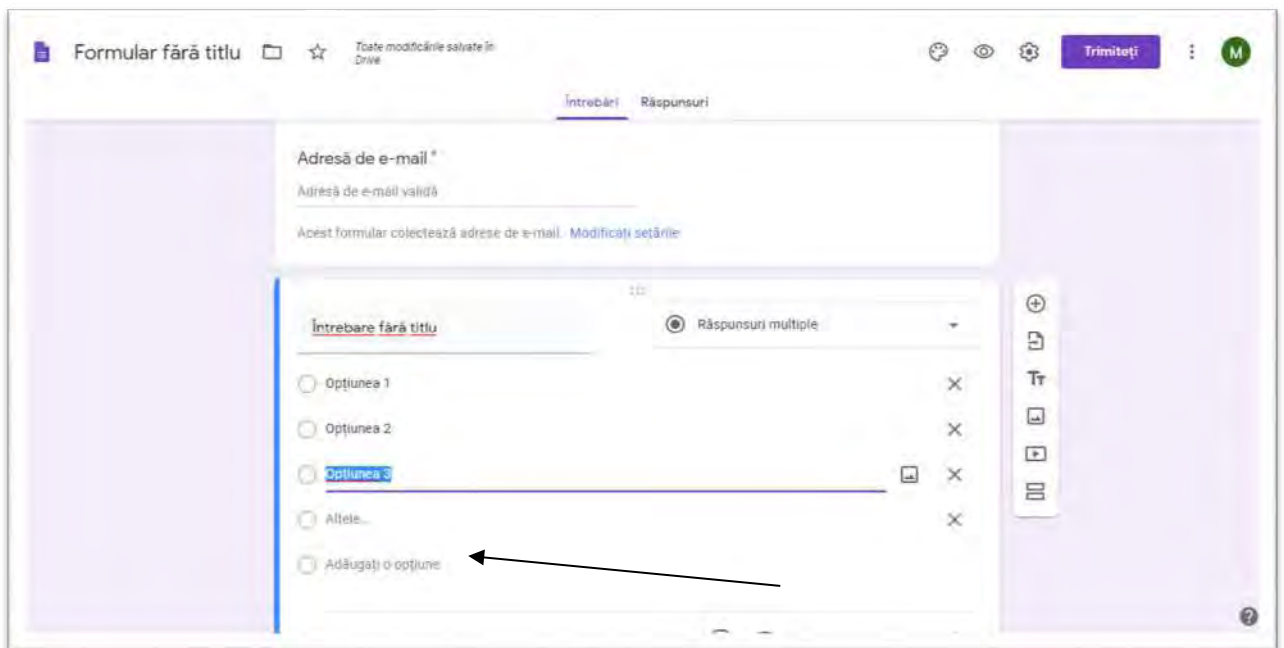 Formular fără titlu
Toate modificările salvate în
Drive
Trimiteți
M
Întrebări Răspunsuri
Adresă de e-mail *
Adresă de e-mail validă
Acest formular colectează adrese de e-mail. Modificați setările
Întrebare fără titlu
Răspunsuri multiple
Opțiunea 1
Opțiunea 2
Opțiunea 3
Altele...
Adăugați o opțiune